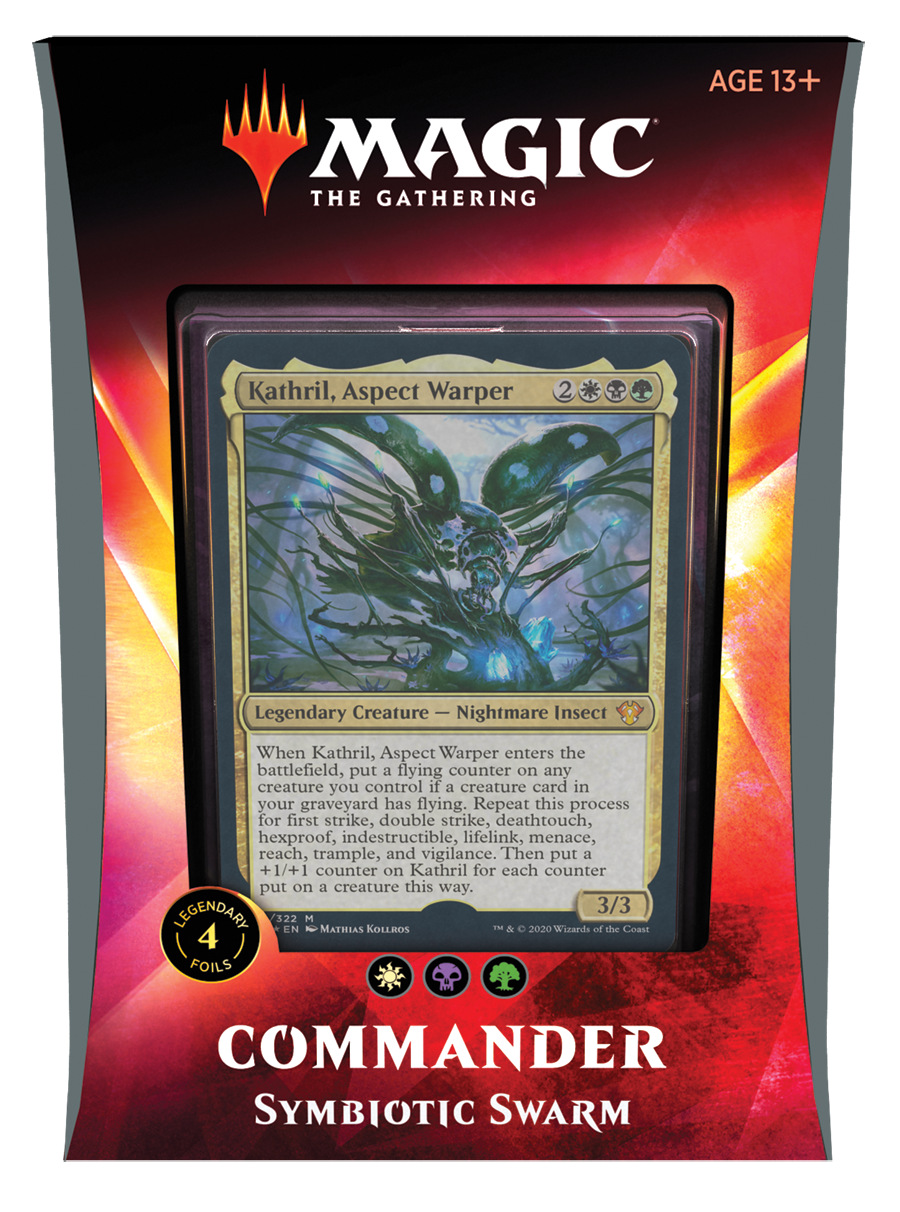 AGE 13+
MAGIC
THE GATHERING
Kathril, Aspect Warper 2
Legendary Creature — Nightmare Insect
When Kathril, Aspect Warper enters the
battlefield, put a flying counter on any
creature you control if a creature card in
your graveyard has flying. Repeat this process
for first strike, double strike, deathtouch,
hexproof, indestructible, lifelink, menace,
reach, trample, and vigilance. Then put a
+1/+1 counter on Kathril for each counter
put on a creature this way.
3/3
/322 M
EN Mathias Kollros ™ & © 2020 Wizards of the Coast
LEGENDARY
4
FOILS
COMMANDER
SYMBIOTIC SWARM